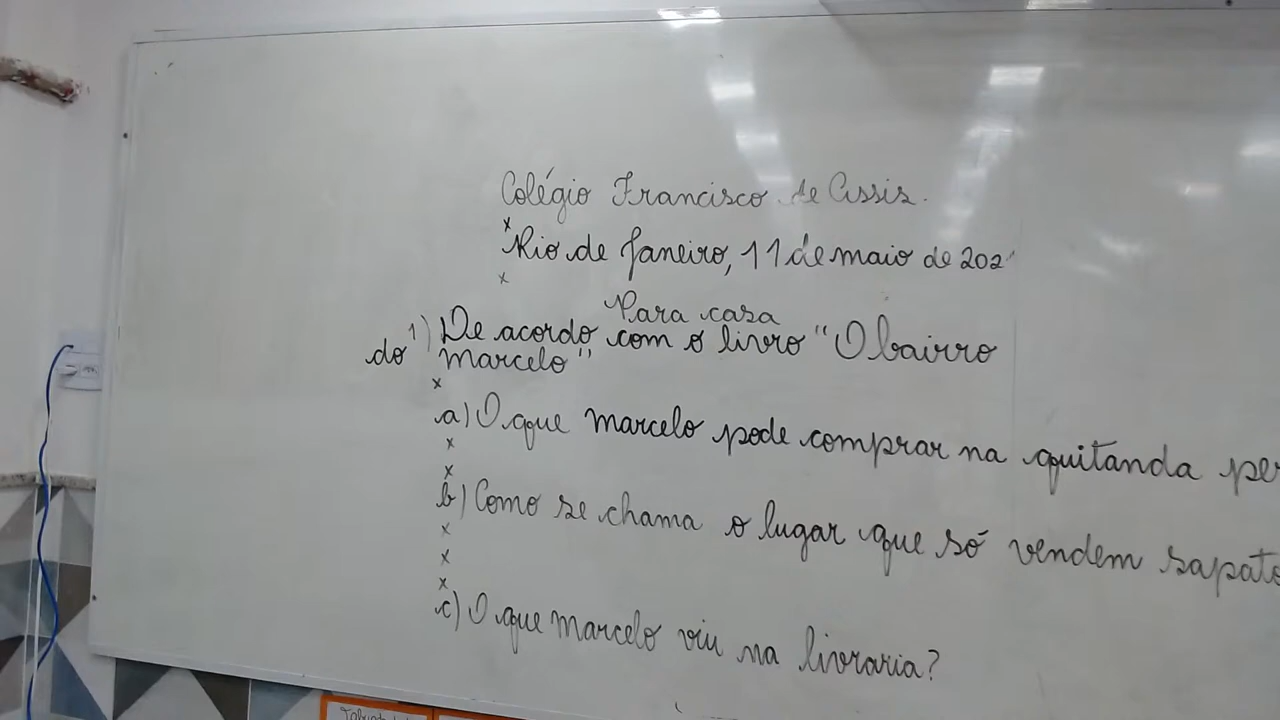 Colégio Francisco de Assis.
x
Rio de Janeiro, 11 de maio de 202
x
Para casa
1) De acordo com o livro "O bairro
do marcelo"
x
a) O que marcelo pode comprar na quitanda
x
x
b) Como se chama o lugar que só vendem
x
x
x
c) O que marcelo viu na livraria?